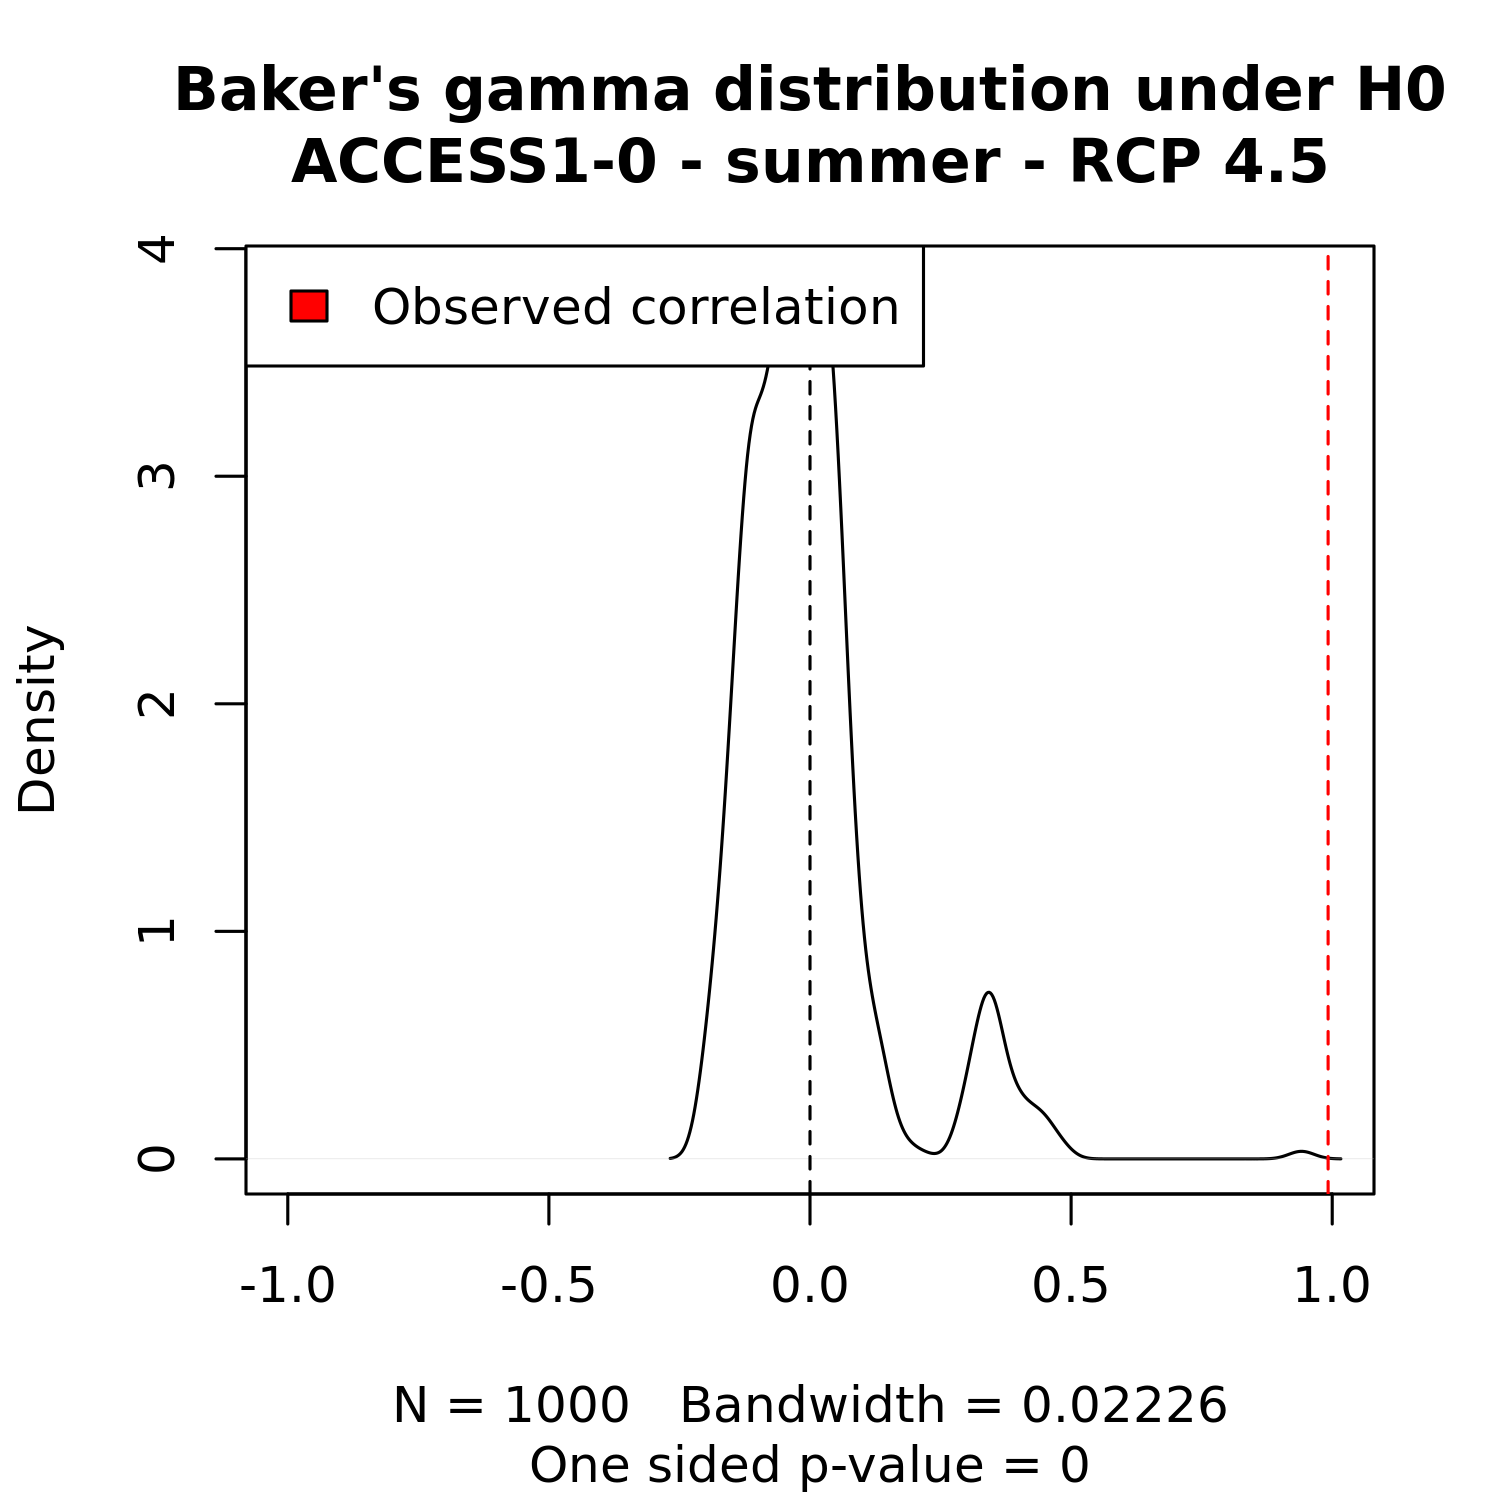 Baker's gamma distribution under H0
ACCESS1-0 - summer - RCP 4.5
Observed correlation
Density
4
3
2
1
0
-1.0 -0.5 0.0 0.5 1.0
N = 1000 Bandwidth = 0.02226
One sided p-value = 0